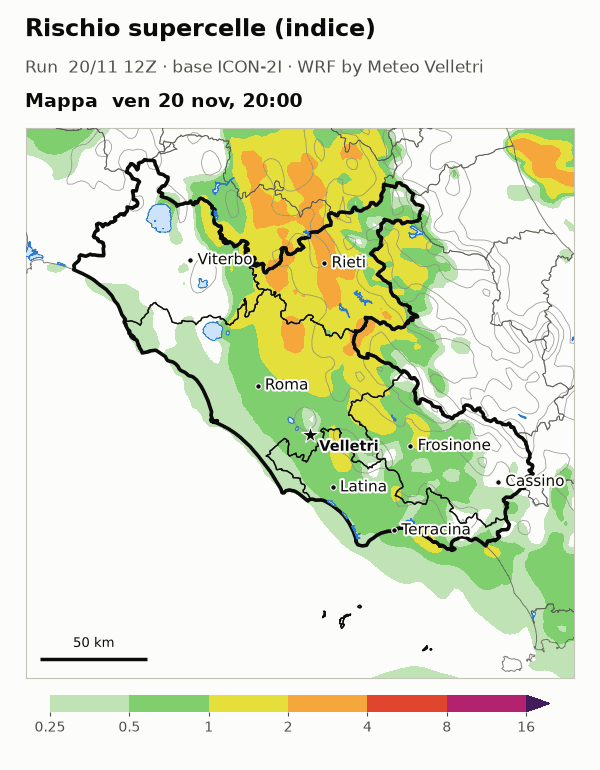 Rischio supercelle (indice)
Run  20/11 12Z · base ICON-2I · WRF by Meteo Velletri
Mappa  ven 20 nov, 20:00
Viterbo
Rieti
Roma
Velletri
Frosinone
Latina
Cassino
Terracina
50 km
0.25 0.5 1 2 4 8 16